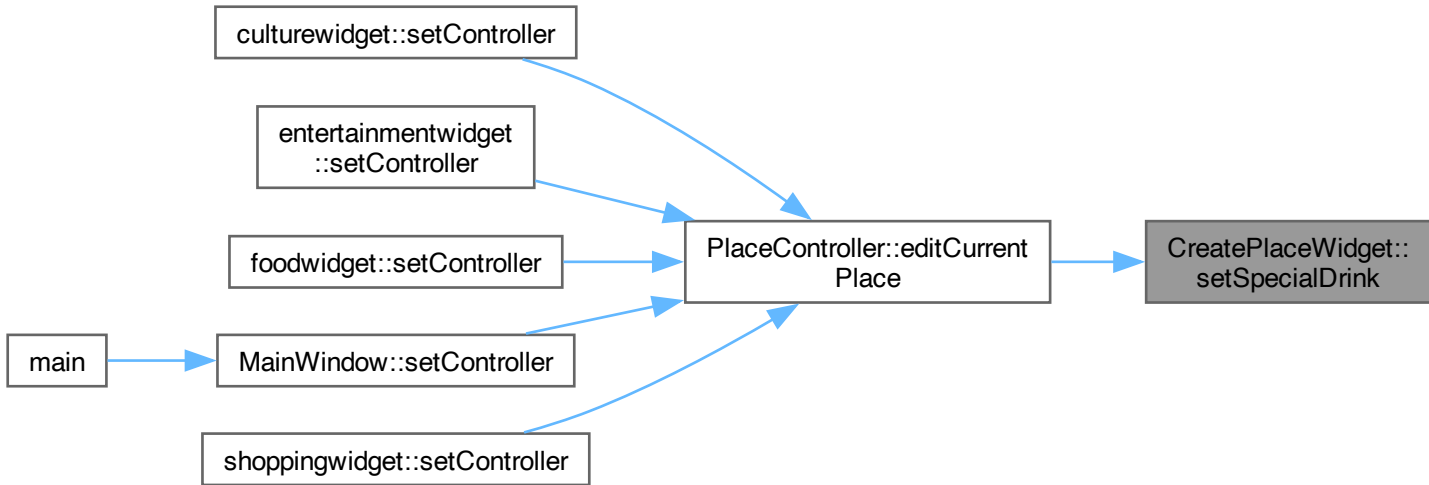 culturewidget::setController
entertainmentwidget
::setController
foodwidget::setController
main
MainWindow::setController
shoppingwidget::setController
PlaceController::editCurrent
Place
CreatePlaceWidget::
setSpecialDrink